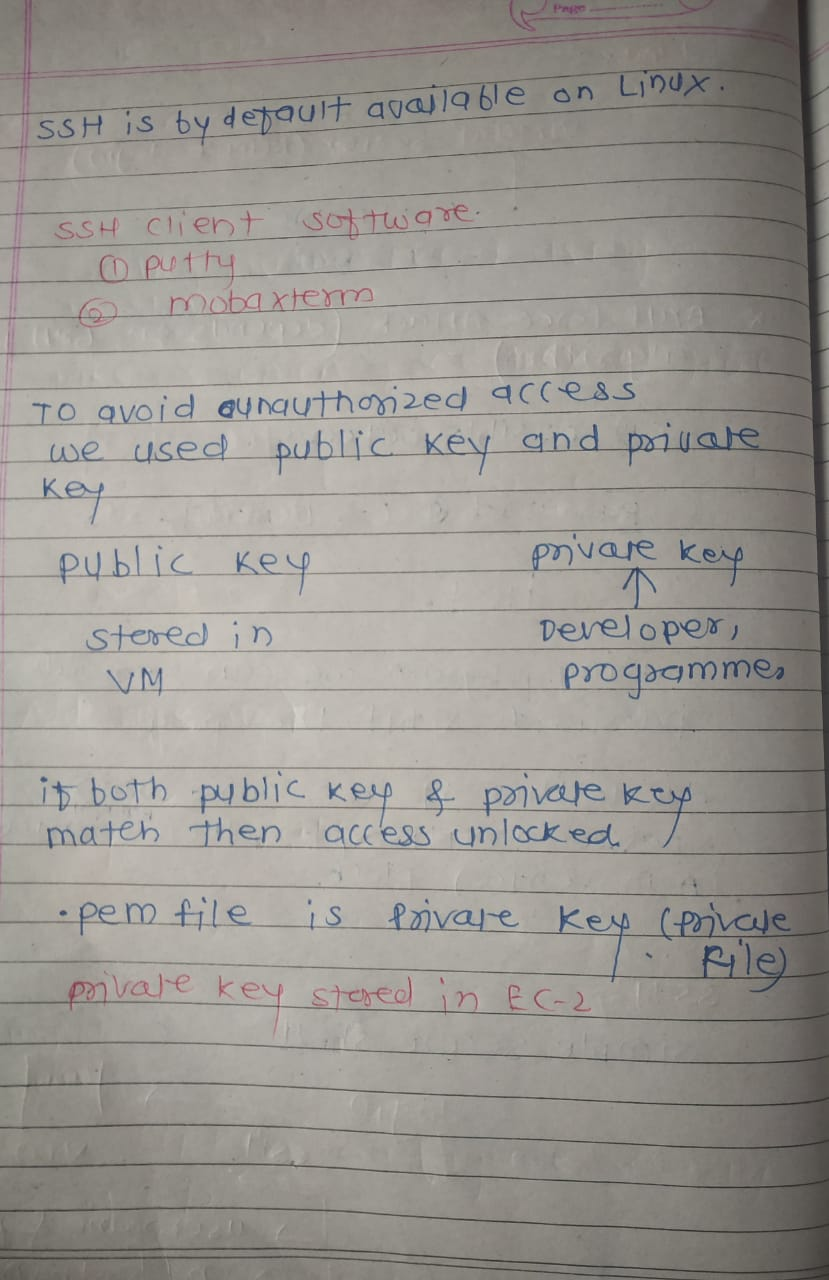 SSH is by default available on Linux.
SSH client software.
① putty
② mobaxterm
To avoid unauthorized access
we used public key and private
key
public key private key
↑
stored in Developer,
VM programmer
if both public key & private key
match then access unlocked
.pem file is private key (private
File)
private key stored in EC-2